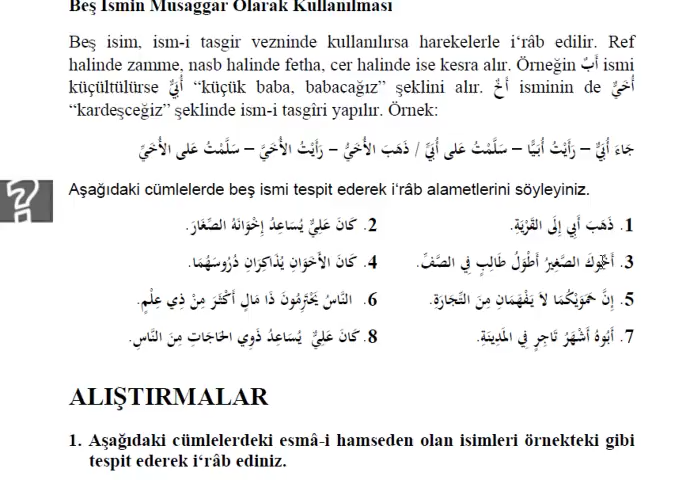 Beş İsmin Musaggar Olarak Kullanılması
Beş isim, ism-i tasgir vezninde kullanılırsa harekelerle i‘râb edilir. Ref
halinde zamme, nasb halinde fetha, cer halinde ise kesra alır. Örneğin أَبٌ ismi
küçültülürse أُبَيٌّ “küçük baba, babacağız” şeklini alır. أَخٌ isminin de أُخَيٌّ
“kardeşceğiz” şeklinde ism-i tasgîri yapılır. Örnek:
جَاءَ أُبَيٌّ – رَأَيْتُ أُبَيًّا – سَلَّمْتُ عَلى أُبَيٍّ / ذَهَبَ الأُخَيُّ – رَأَيْتُ الأُخَيَّ – سَلَّمْتُ عَلى الأُخَيِّ
?
Aşağıdaki cümlelerde beş ismi tespit ederek i‘râb alametlerini söyleyiniz.
1. ذَهَبَ أَبِي إِلَى القَرْيَةِ. 2. كَانَ عَلِيٌّ يُسَاعِدُ إِخْوَانَهُ الصِّغَارَ.
3. أَخُوكَ الصَّغِيرُ أَطْوَلُ طَالِبٍ فِي الصَّفِّ. 4. كَانَ الأَخَوَانِ يُذَاكِرَانِ دُرُوسَهُمَا.
5. إِنَّ حَمَوَيْكُمَا لاَ يَفْهَمَانِ مِنَ التِّجَارَةِ. 6. النَّاسُ يَحْتَرِمُونَ ذَا مَالٍ أَكْثَرَ مِنْ ذِي عِلْمٍ.
7. أَبُوهُ أَشْهَرُ تَاجِرٍ فِي المَدِينَةِ. 8. كَانَ عَلِيٌّ يُسَاعِدُ ذَوِي الحَاجَاتِ مِنَ النَّاسِ.
ALIŞTIRMALAR
1. Aşağıdaki cümlelerdeki esmâ-i hamseden olan isimleri örnekteki gibi
tespit ederek i‘râb ediniz.